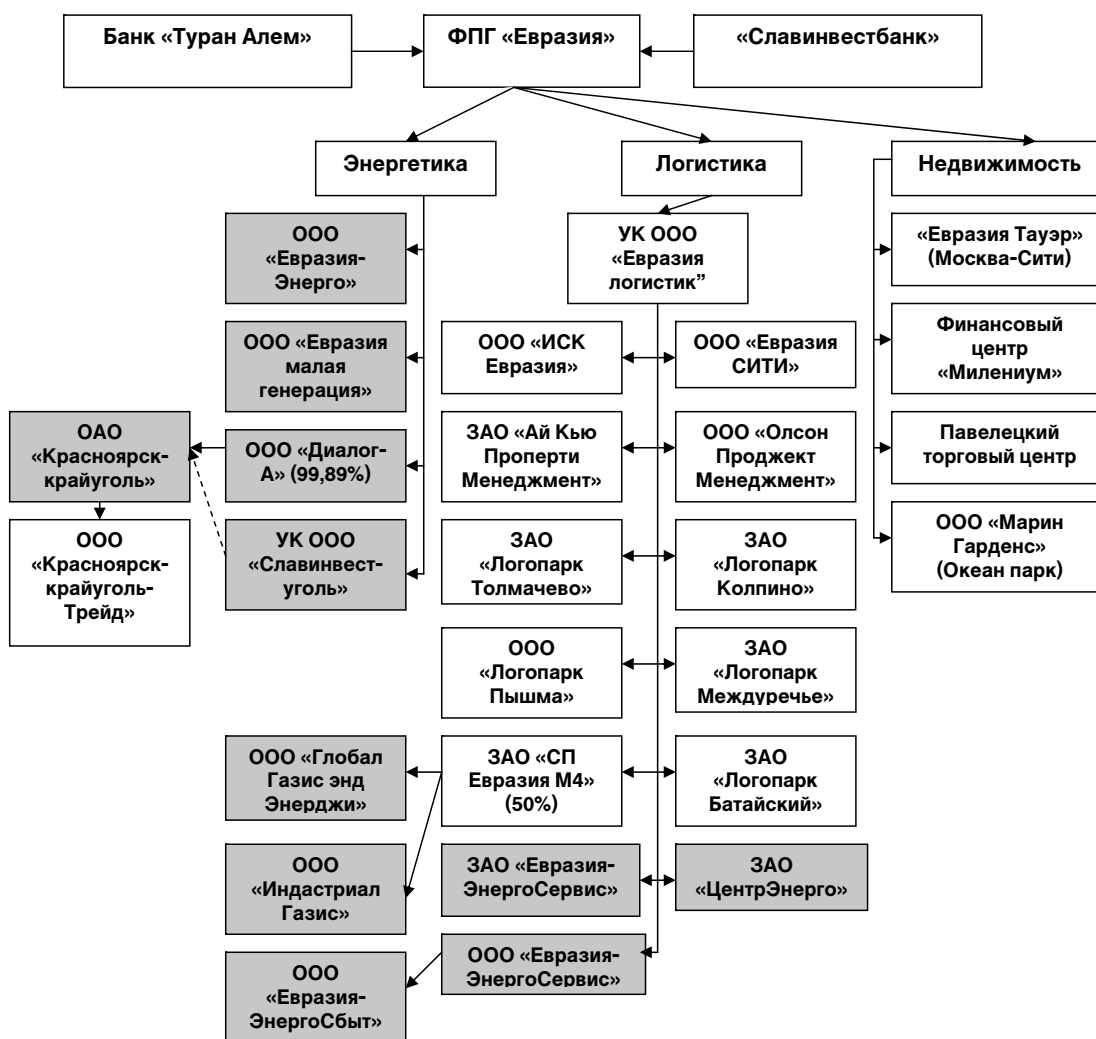 Банк «Туран Алем»
ФПГ «Евразия»
«Славинвестбанк»
Энергетика
Логистика
Недвижимость
ООО
«Евразия-
Энерго»
УК ООО
«Евразия
логистик”
«Евразия Тауэр»
(Москва-Сити)
ООО «Евразия
малая
генерация»
ООО «ИСК
Евразия»
ООО «Евразия
СИТИ»
Финансовый
центр
«Милениум»
ОАО
«Красноярск-
крайуголь»
ООО «Диалог-
А» (99,89%)
ЗАО «Ай Кью
Проперти
Менеджмент»
ООО «Олсон
Проджект
Менеджмент»
Павелецкий
торговый центр
ООО
«Красноярск-
крайуголь-
Трейд»
УК ООО
«Славинвест-
уголь»
ЗАО
«Логопарк
Толмачево»
ЗАО
«Логопарк
Колпино»
ООО «Марин
Гарденс»
(Океан парк)
ООО
«Логопарк
Пышма»
ЗАО
«Логопарк
Междуречье»
ООО «Глобал
Газис энд
Энерджи»
ЗАО «СП
Евразия М4»
(50%)
ЗАО
«Логопарк
Батайский»
ООО
«Индастриал
Газис»
ЗАО «Евразия-
ЭнергоСервис»
ЗАО
«ЦентрЭнерго»
ООО
«Евразия-
ЭнергоСбыт»
ООО «Евразия-
ЭнергоСервис»